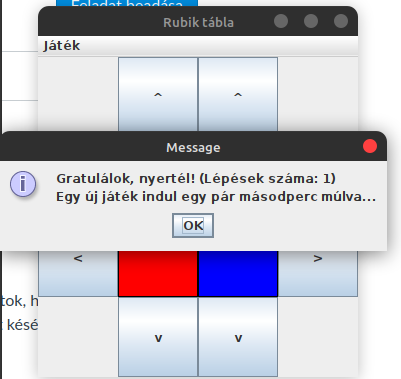 Feladat beadása
Rubik tábla
Játék
^ ^
Message
Gratulálok, nyertél! (Lépések száma: 1)
Egy új játék indul egy pár másodperc múlva...
OK
< >
tok, h
késé
v v